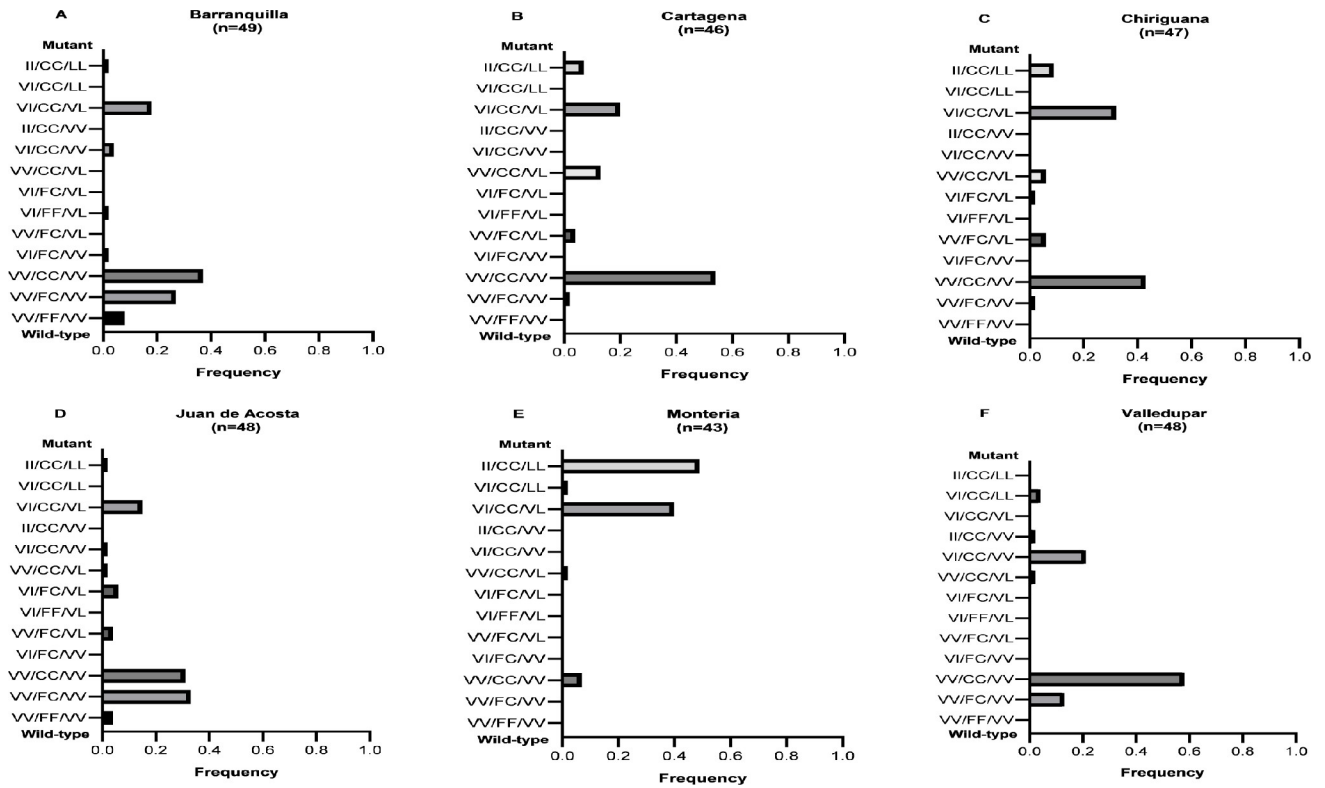 A
Barranquilla
(n=49)
Mutant
II/CC/LL
VI/CC/LL
VI/CC/VL
II/CC/VV
VI/CC/VV
VV/CC/VL
VI/FC/VL
VI/FF/VL
VV/FC/VL
VI/FC/VV
VV/CC/VV
VV/FC/VV
VV/FF/VV
Wild-type
0.0 0.2 0.4 0.6 0.8 1.0
Frequency
B
Cartagena
(n=46)
Mutant
II/CC/LL
VI/CC/LL
VI/CC/VL
II/CC/VV
VI/CC/VV
VV/CC/VL
VI/FC/VL
VI/FF/VL
VV/FC/VL
VI/FC/VV
VV/CC/VV
VV/FC/VV
VV/FF/VV
Wild-type
0.0 0.2 0.4 0.6 0.8 1.0
Frequency
C
Chiriguana
(n=47)
Mutant
II/CC/LL
VI/CC/LL
VI/CC/VL
II/CC/VV
VI/CC/VV
VV/CC/VL
VI/FC/VL
VI/FF/VL
VV/FC/VL
VI/FC/VV
VV/CC/VV
VV/FC/VV
VV/FF/VV
Wild-type
0.0 0.2 0.4 0.6 0.8 1.0
Frequency
D
Juan de Acosta
(n=48)
Mutant
II/CC/LL
VI/CC/LL
VI/CC/VL
II/CC/VV
VI/CC/VV
VV/CC/VL
VI/FC/VL
VI/FF/VL
VV/FC/VL
VI/FC/VV
VV/CC/VV
VV/FC/VV
VV/FF/VV
Wild-type
0.0 0.2 0.4 0.6 0.8 1.0
Frequency
E
Monteria
(n=43)
Mutant
II/CC/LL
VI/CC/LL
VI/CC/VL
II/CC/VV
VI/CC/VV
VV/CC/VL
VI/FC/VL
VI/FF/VL
VV/FC/VL
VI/FC/VV
VV/CC/VV
VV/FC/VV
VV/FF/VV
Wild-type
0.0 0.2 0.4 0.6 0.8 1.0
Frequency
F
Valledupar
(n=48)
Mutant
II/CC/LL
VI/CC/LL
VI/CC/VL
II/CC/VV
VI/CC/VV
VV/CC/VL
VI/FC/VL
VI/FF/VL
VV/FC/VL
VI/FC/VV
VV/CC/VV
VV/FC/VV
VV/FF/VV
Wild-type
0.0 0.2 0.4 0.6 0.7 0.8 1.0
Frequency